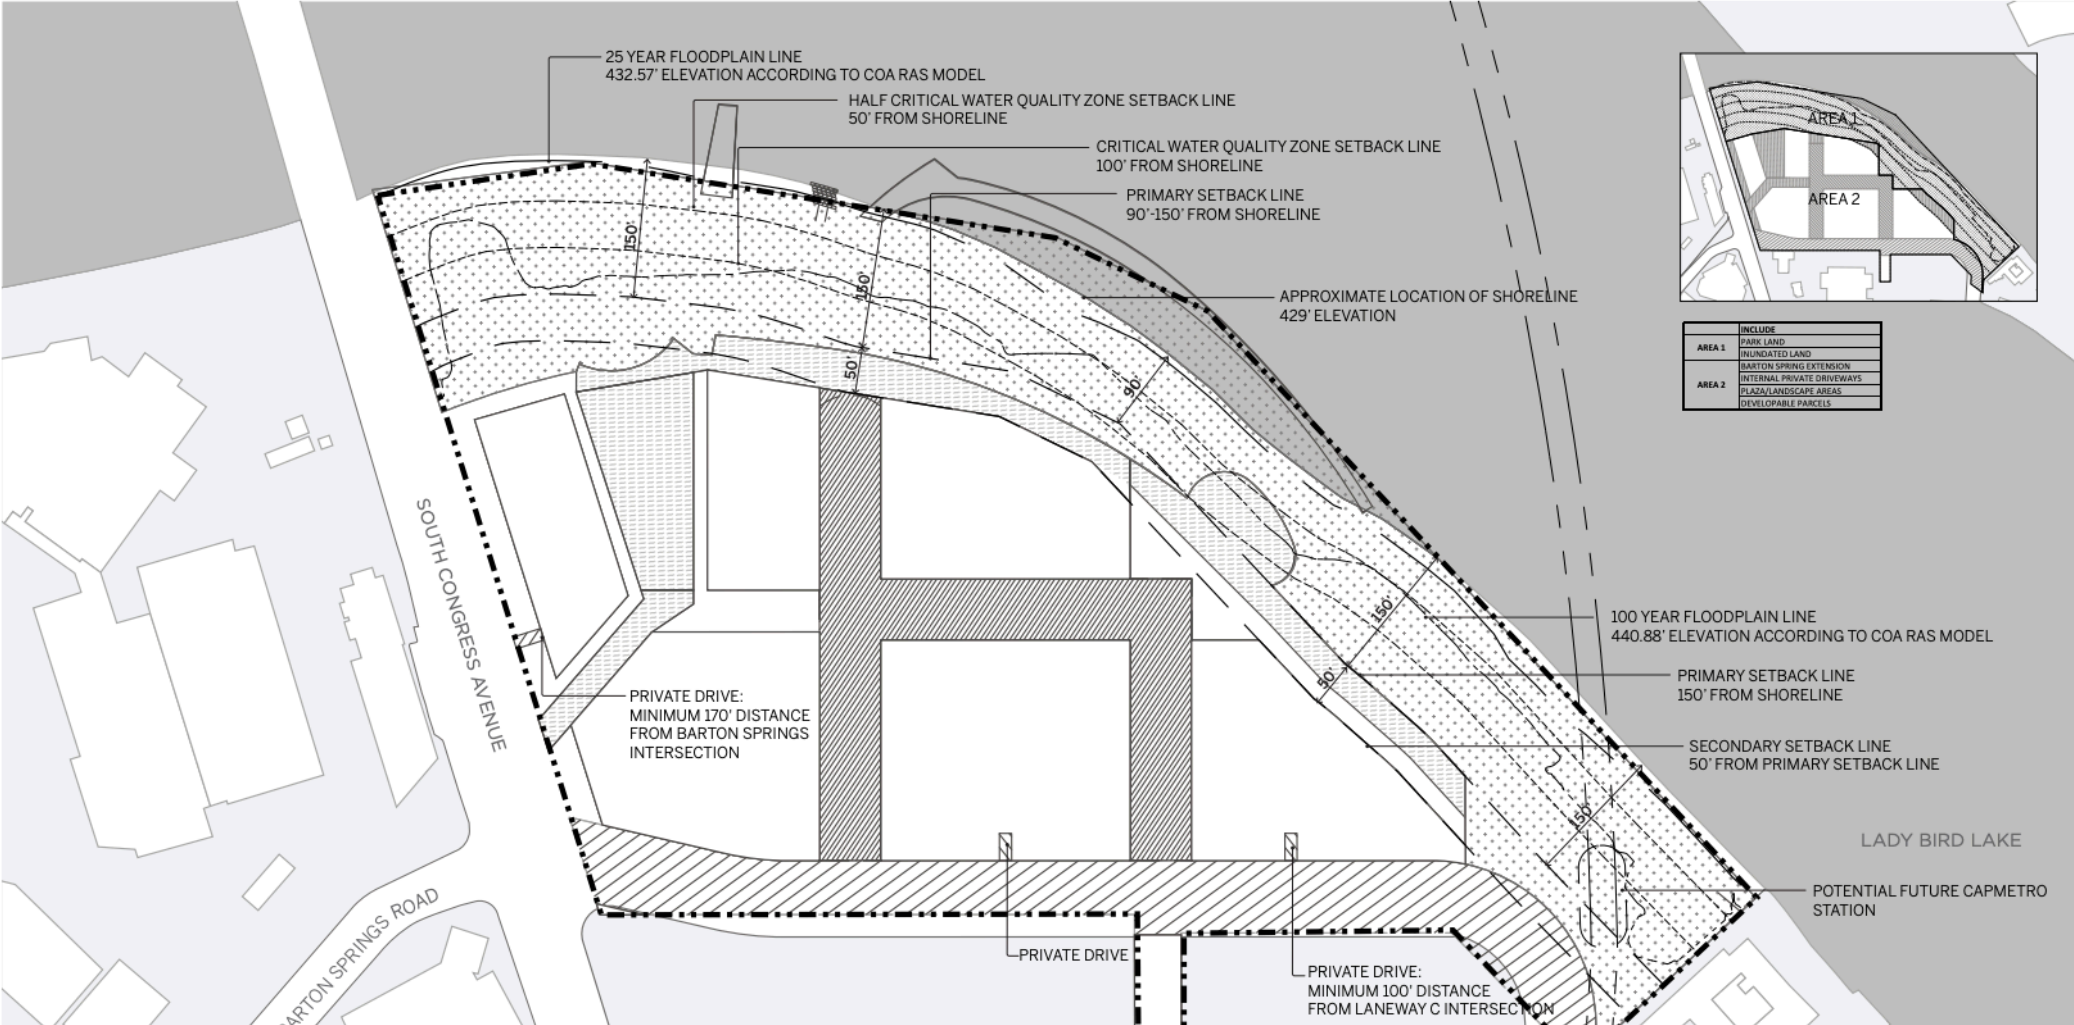 25 YEAR FLOODPLAIN LINE
432.57' ELEVATION ACCORDING TO COA RAS MODEL
HALF CRITICAL WATER QUALITY ZONE SETBACK LINE
50' FROM SHORELINE
CRITICAL WATER QUALITY ZONE SETBACK LINE
100' FROM SHORELINE
PRIMARY SETBACK LINE
90'-150' FROM SHORELINE
AREA 1
AREA 2
150'
150'
50'
90'
APPROXIMATE LOCATION OF SHORELINE
429' ELEVATION
INCLUDE
AREA 1
PARK LAND
INUNDATED LAND
AREA 2
BARTON SPRING EXTENSION
INTERNAL PRIVATE DRIVEWAYS
PLAZA/LANDSCAPE AREAS
DEVELOPABLE PARCELS
SOUTH CONGRESS AVENUE
150'
50'
100 YEAR FLOODPLAIN LINE
440.88' ELEVATION ACCORDING TO COA RAS MODEL
PRIMARY SETBACK LINE
150' FROM SHORELINE
PRIVATE DRIVE:
MINIMUM 170' DISTANCE
FROM BARTON SPRINGS
INTERSECTION
SECONDARY SETBACK LINE
50' FROM PRIMARY SETBACK LINE
150'
LADY BIRD LAKE
POTENTIAL FUTURE CAPMETRO
STATION
BARTON SPRINGS ROAD
PRIVATE DRIVE
PRIVATE DRIVE:
MINIMUM 100' DISTANCE
FROM LANEWAY C INTERSECTION